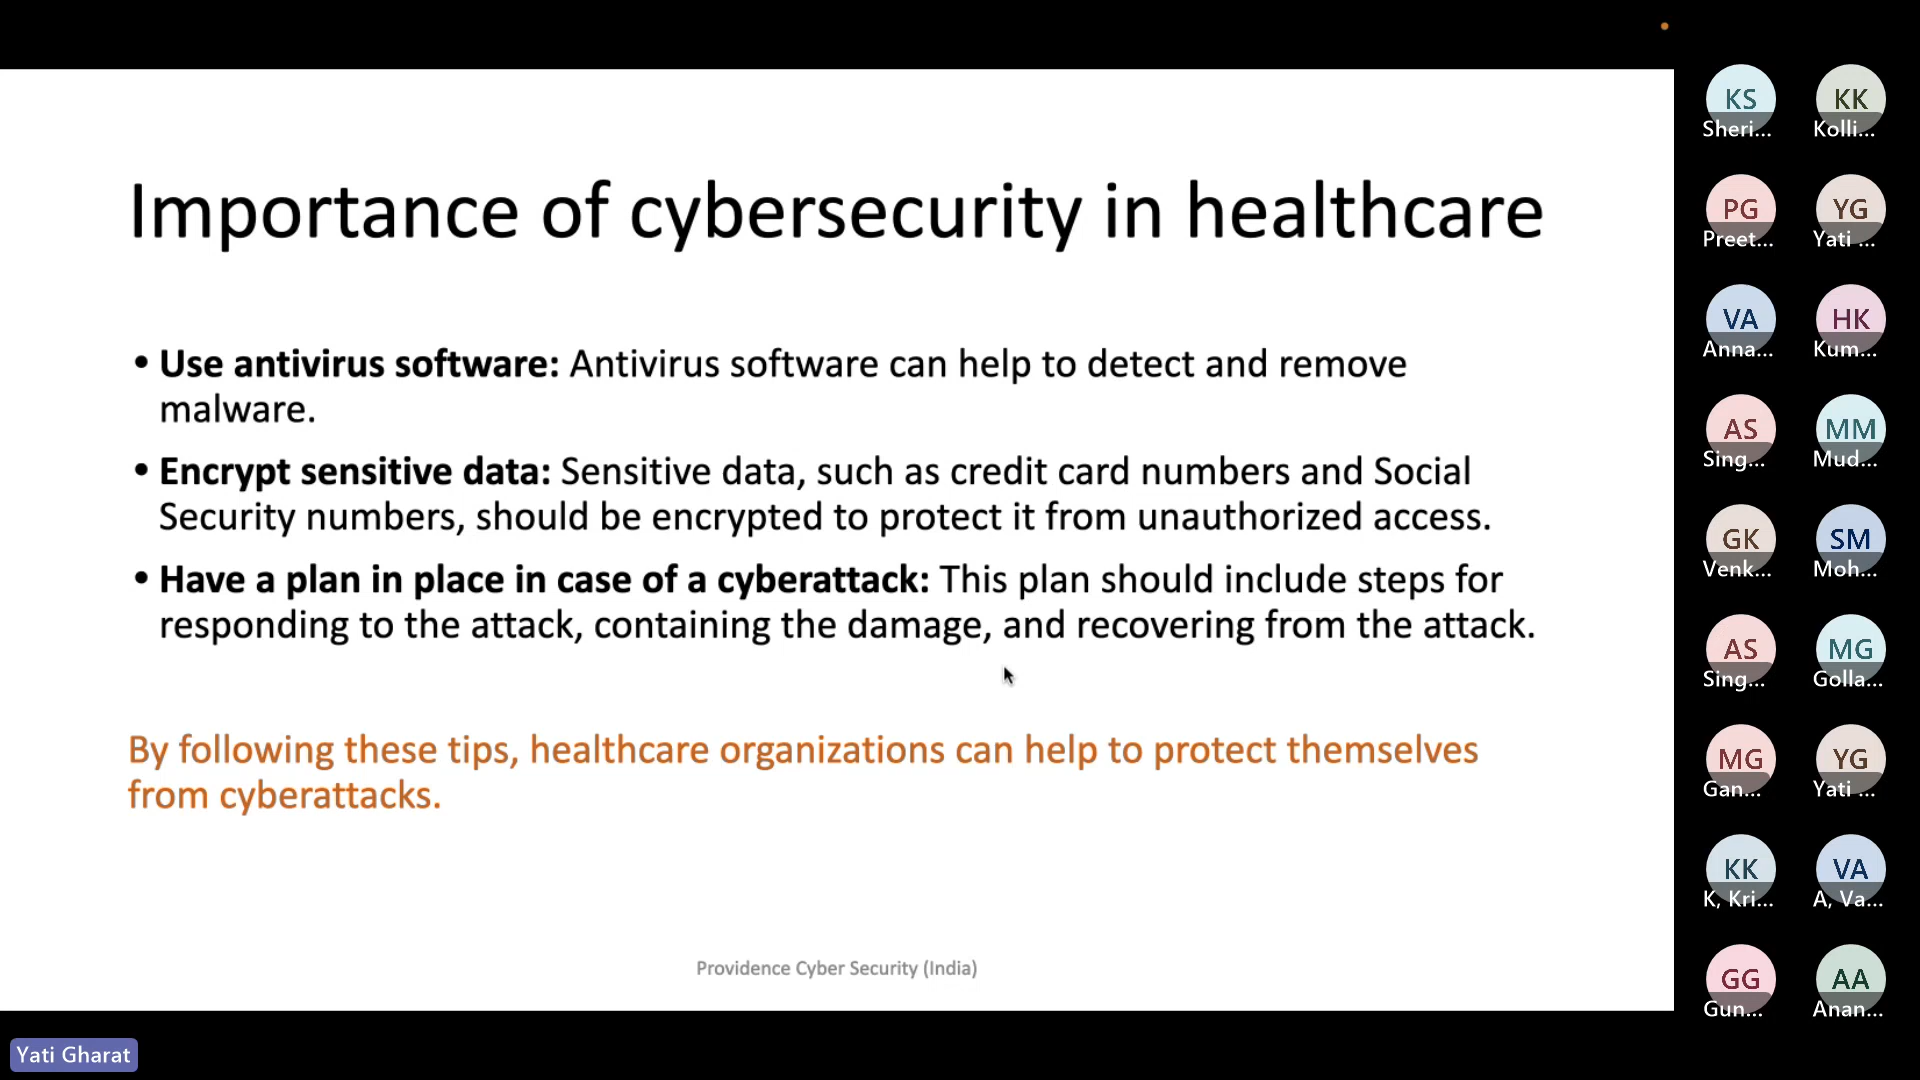 Importance of cybersecurity in healthcare
• Use antivirus software: Antivirus software can help to detect and remove
malware.
• Encrypt sensitive data: Sensitive data, such as credit card numbers and Social
Security numbers, should be encrypted to protect it from unauthorized access.
• Have a plan in place in case of a cyberattack: This plan should include steps for
responding to the attack, containing the damage, and recovering from the attack.
By following these tips, healthcare organizations can help to protect themselves
from cyberattacks.
Providence Cyber Security (India)
Yati Gharat
KS
KK
Sheri...
Kolli...
PG
YG
Preet...
Yati ...
VA
HK
Anna...
Kum...
AS
MM
Sing...
Mud...
GK
SM
Venk...
Moh...
AS
MG
Sing...
Golla...
MG
YG
Gan...
Yati ...
KK
VA
K, Kri...
A, Va...
GG
AA
Gun...
Anan...